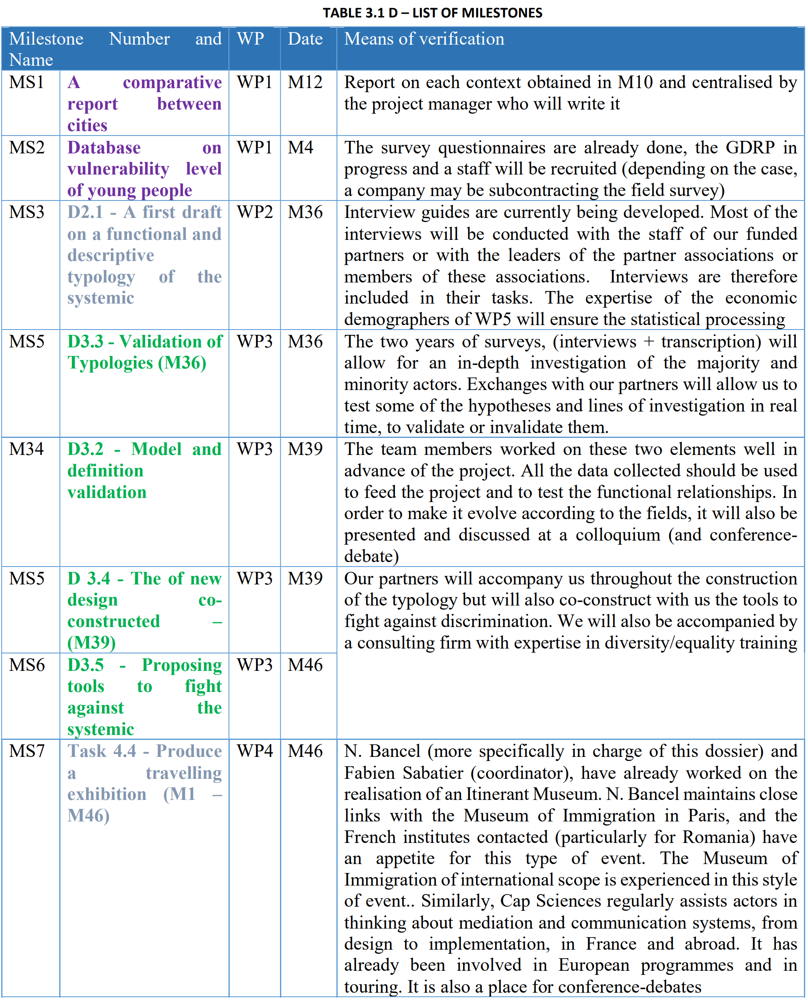 TABLE 3.1 D – LIST OF MILESTONES
Milestone Number and
Name
WP
Date
Means of verification
MS1
A comparative
report between
cities
WP1
M12
Report on each context obtained in M10 and centralised by
the project manager who will write it
MS2
Database on
vulnerability level
of young people
WP1
M4
The survey questionnaires are already done, the GDRP in
progress and a staff will be recruited (depending on the case,
a company may be subcontracting the field survey)
MS3
D2.1 - A first draft
on a functional and
descriptive
typology of the
systemic
WP2
M36
Interview guides are currently being developed. Most of the
interviews will be conducted with the staff of our funded
partners or with the leaders of the partner associations or
members of these associations. Interviews are therefore
included in their tasks. The expertise of the economic
demographers of WP5 will ensure the statistical processing
MS5
D3.3 - Validation of
Typologies (M36)
WP3
M36
The two years of surveys, (interviews + transcription) will
allow for an in-depth investigation of the majority and
minority actors. Exchanges with our partners will allow us to
test some of the hypotheses and lines of investigation in real
time, to validate or invalidate them.
M34
D3.2 - Model and
definition
validation
WP3
M39
The team members worked on these two elements well in
advance of the project. All the data collected should be used
to feed the project and to test the functional relationships. In
order to make it evolve according to the fields, it will also be
presented and discussed at a colloquium (and conference-
debate)
MS5
D 3.4 - The of new
design co-
constructed –
(M39)
WP3
M39
Our partners will accompany us throughout the construction
of the typology but will also co-construct with us the tools to
fight against discrimination. We will also be accompanied by
a consulting firm with expertise in diversity/equality training
MS6
D3.5 - Proposing
tools to fight
against the
systemic
WP3
M46
MS7
Task 4.4 - Produce
a travelling
exhibition (M1 –
M46)
WP4
M46
N. Bancel (more specifically in charge of this dossier) and
Fabien Sabatier (coordinator), have already worked on the
realisation of an Itinerant Museum. N. Bancel maintains close
links with the Museum of Immigration in Paris, and the
French institutes contacted (particularly for Romania) have
an appetite for this type of event. The Museum of
Immigration of international scope is experienced in this style
of event.. Similarly, Cap Sciences regularly assists actors in
thinking about mediation and communication systems, from
design to implementation, in France and abroad. It has
already been involved in European programmes and in
touring. It is also a place for conference-debates